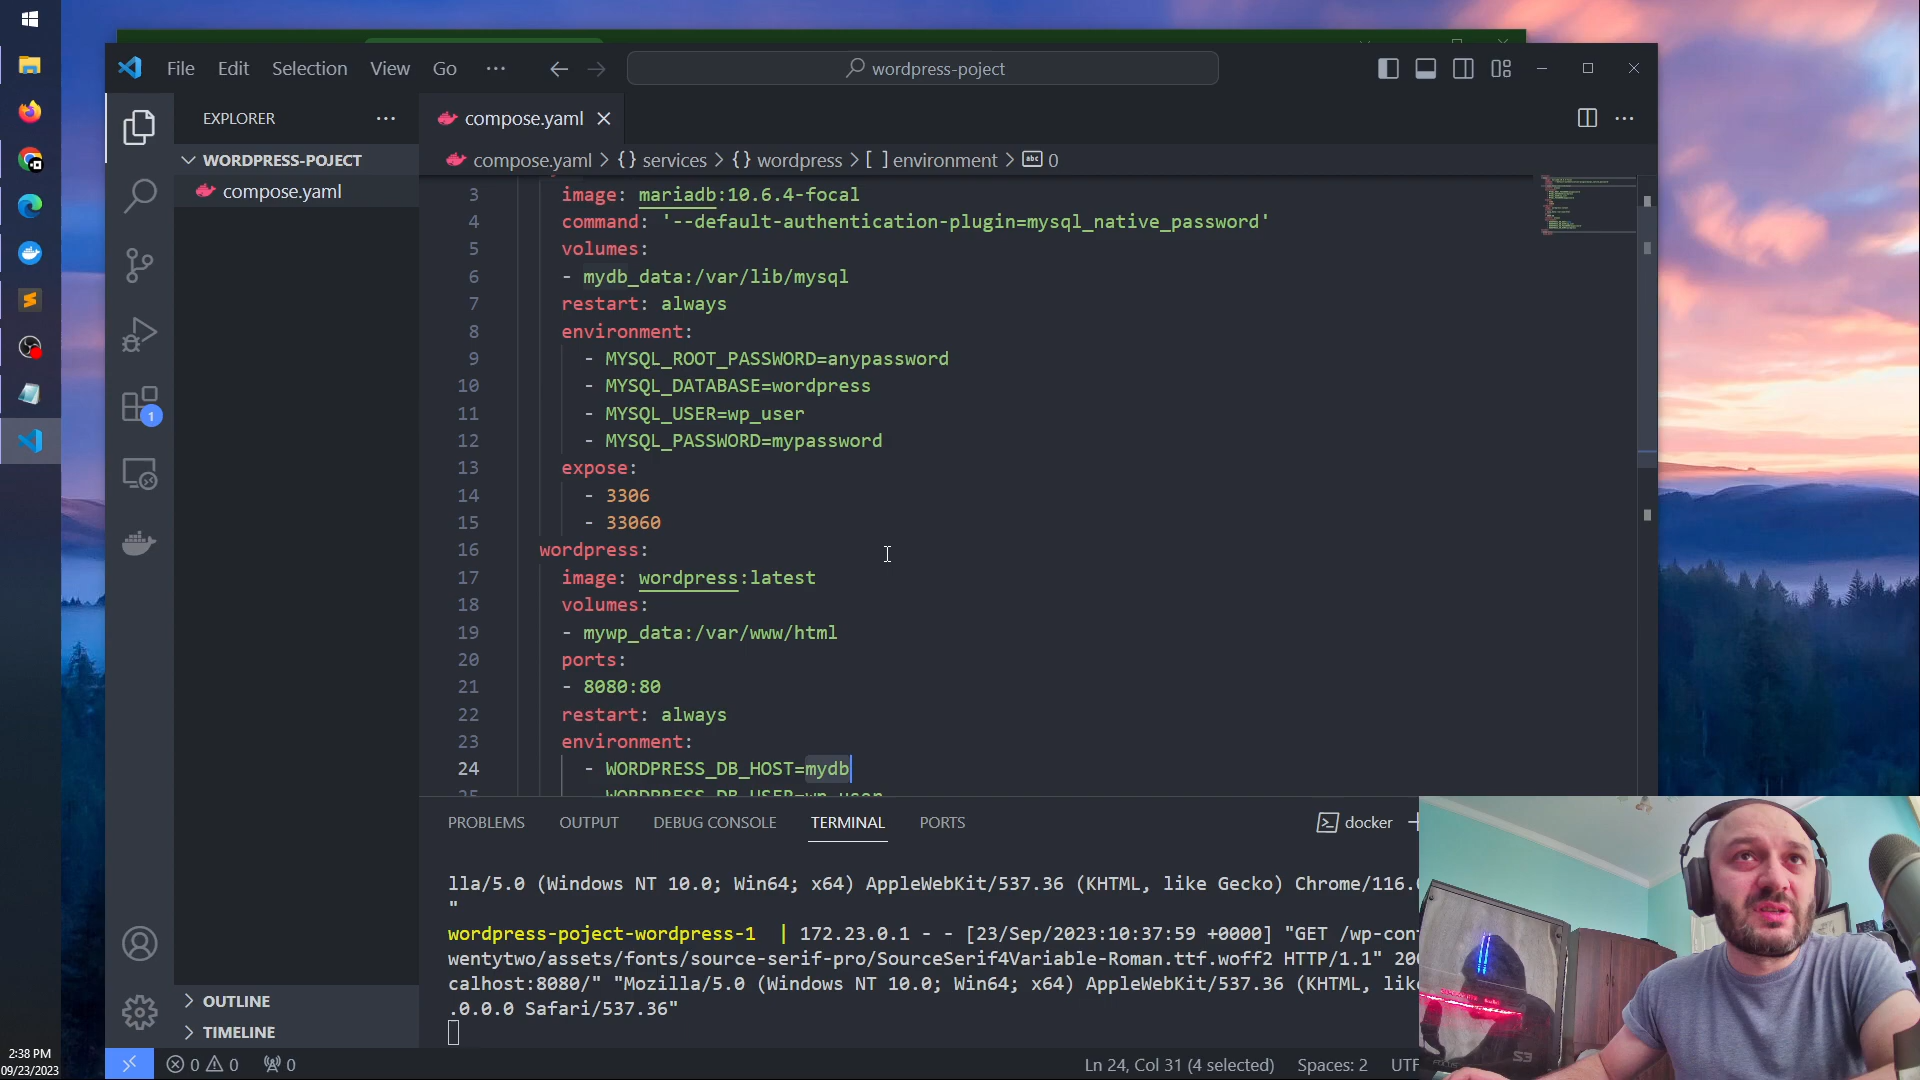 File Edit Selection View Go ··· wordpress-poject
EXPLORER ···
compose.yaml
WORDPRESS-POJECT
compose.yaml
compose.yaml > {} services > {} wordpress > [ ] environment > abc 0
3 image: mariadb:10.6.4-focal
4 command: '--default-authentication-plugin=mysql_native_password'
5 volumes:
6 - mydb_data:/var/lib/mysql
7 restart: always
8 environment:
9 - MYSQL_ROOT_PASSWORD=anypassword
10 - MYSQL_DATABASE=wordpress
11 - MYSQL_USER=wp_user
12 - MYSQL_PASSWORD=mypassword
13 expose:
14 - 3306
15 - 33060
16 wordpress:
17 image: wordpress:latest
18 volumes:
19 - mywp_data:/var/www/html
20 ports:
21 - 8080:80
22 restart: always
23 environment:
24 - WORDPRESS_DB_HOST=mydb
25 WORDPRESS_DB_USER=wp_user
1
PROBLEMS OUTPUT DEBUG CONSOLE TERMINAL PORTS docker
lla/5.0 (Windows NT 10.0; Win64; x64) AppleWebKit/537.36 (KHTML, like Gecko) Chrome/116.
"
wordpress-poject-wordpress-1 | 172.23.0.1 - - [23/Sep/2023:10:37:59 +0000] "GET /wp-con
wentytwo/assets/fonts/source-serif-pro/SourceSerif4Variable-Roman.ttf.woff2 HTTP/1.1" 20
calhost:8080/" "Mozilla/5.0 (Windows NT 10.0; Win64; x64) AppleWebKit/537.36 (KHTML, lik
.0.0.0 Safari/537.36"
OUTLINE
TIMELINE
0 0 0
Ln 24, Col 31 (4 selected) Spaces: 2 UTF
2:38 PM
09/23/2023
S3